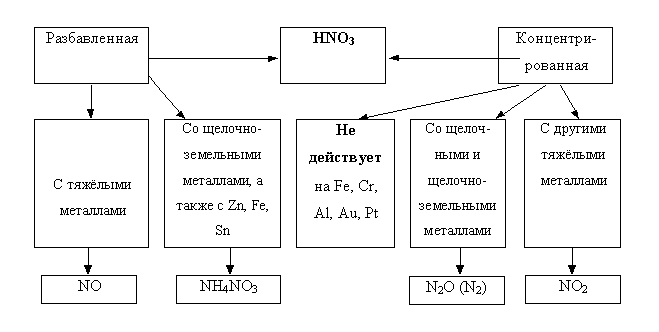 Разбавленная
HNO3
Концентри-
рованная
С тяжёлыми
металлами
Со щелочно-
земельными
металлами, а
также с Zn, Fe,
Sn
Не
действует
на Fe, Cr,
Al, Au, Pt
Со щелоч-
ными и
щелочно-
земельными
металлами
С другими
тяжёлыми
металлами
NO
NH4NO3
N2O (N2)
NO2